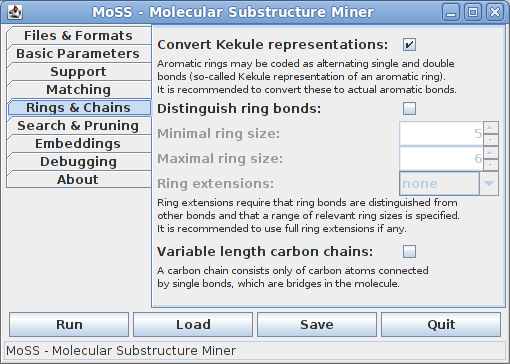 MoSS - Molecular Substructure Miner
Files & Formats
Basic Parameters
Support
Matching
Rings & Chains
Search & Pruning
Embeddings
Debugging
About
Convert Kekule representations:
Aromatic rings may be coded as alternating single and double
bonds (so-called Kekule representation of an aromatic ring).
It is recommended to convert these to actual aromatic bonds.
Distinguish ring bonds:
Minimal ring size: 5
Maximal ring size: 6
Ring extensions: none
Ring extensions require that ring bonds are distinguished from
other bonds and that a range of relevant ring sizes is specified.
It is recommended to use full ring extensions if any.
Variable length carbon chains:
A carbon chain consists only of carbon atoms connected
by single bonds, which are bridges in the molecule.
Run Load Save Quit
MoSS - Molecular Substructure Miner